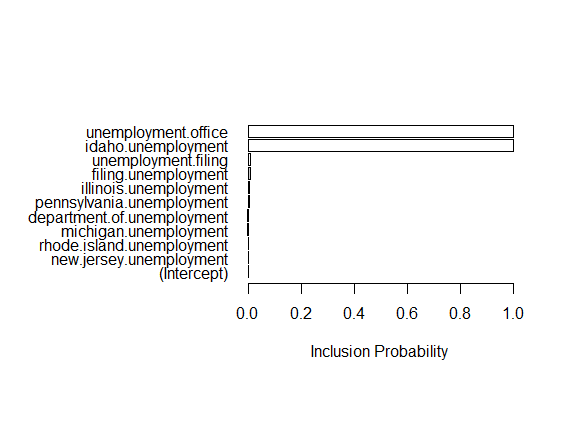 unemployment.office
idaho.unemployment
unemployment.filing
filing.unemployment
illinois.unemployment
pennsylvania.unemployment
department.of.unemployment
michigan.unemployment
rhode.island.unemployment
new.jersey.unemployment
(Intercept)
0.0 0.2 0.4 0.6 0.8 1.0
Inclusion Probability